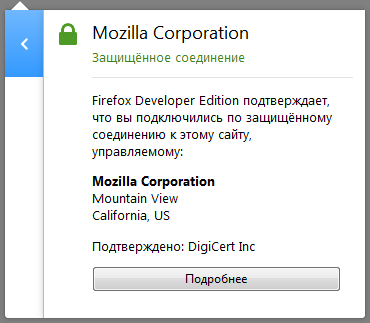 Mozilla Corporation
Защищённое соединение
Firefox Developer Edition подтверждает,
что вы подключились по защищённому
соединению к этому сайту,
управляемому:
Mozilla Corporation
Mountain View
California, US
Подтверждено: DigiCert Inc
Подробнее